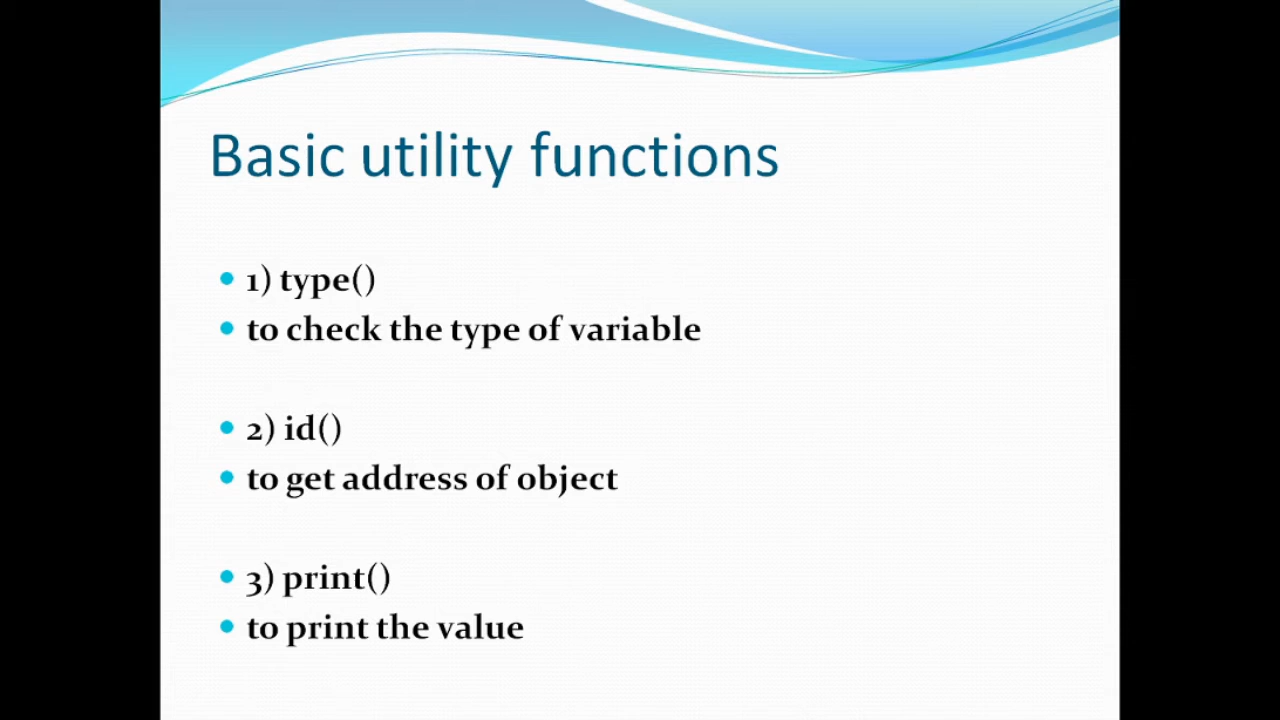 Basic utility functions
• 1) type()
• to check the type of variable
• 2) id()
• to get address of object
• 3) print()
• to print the value